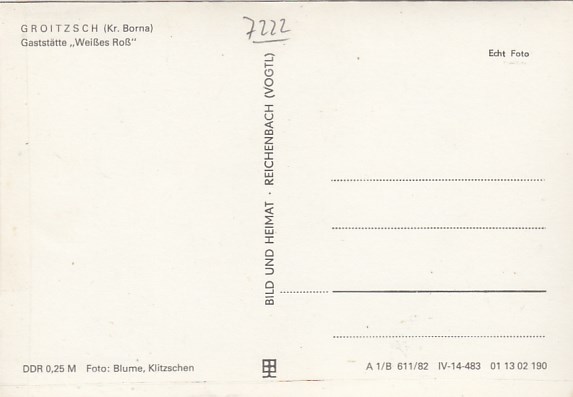 GROITZSCH (Kr. Borna)
Gaststätte „Weißes Roß"
7222
Echt Foto
BILD UND HEIMAT · REICHENBACH (VOGTL)
DDR 0,25 M Foto: Blume, Klitzschen
A 1/B 611/82 IV-14-483 01 13 02 190